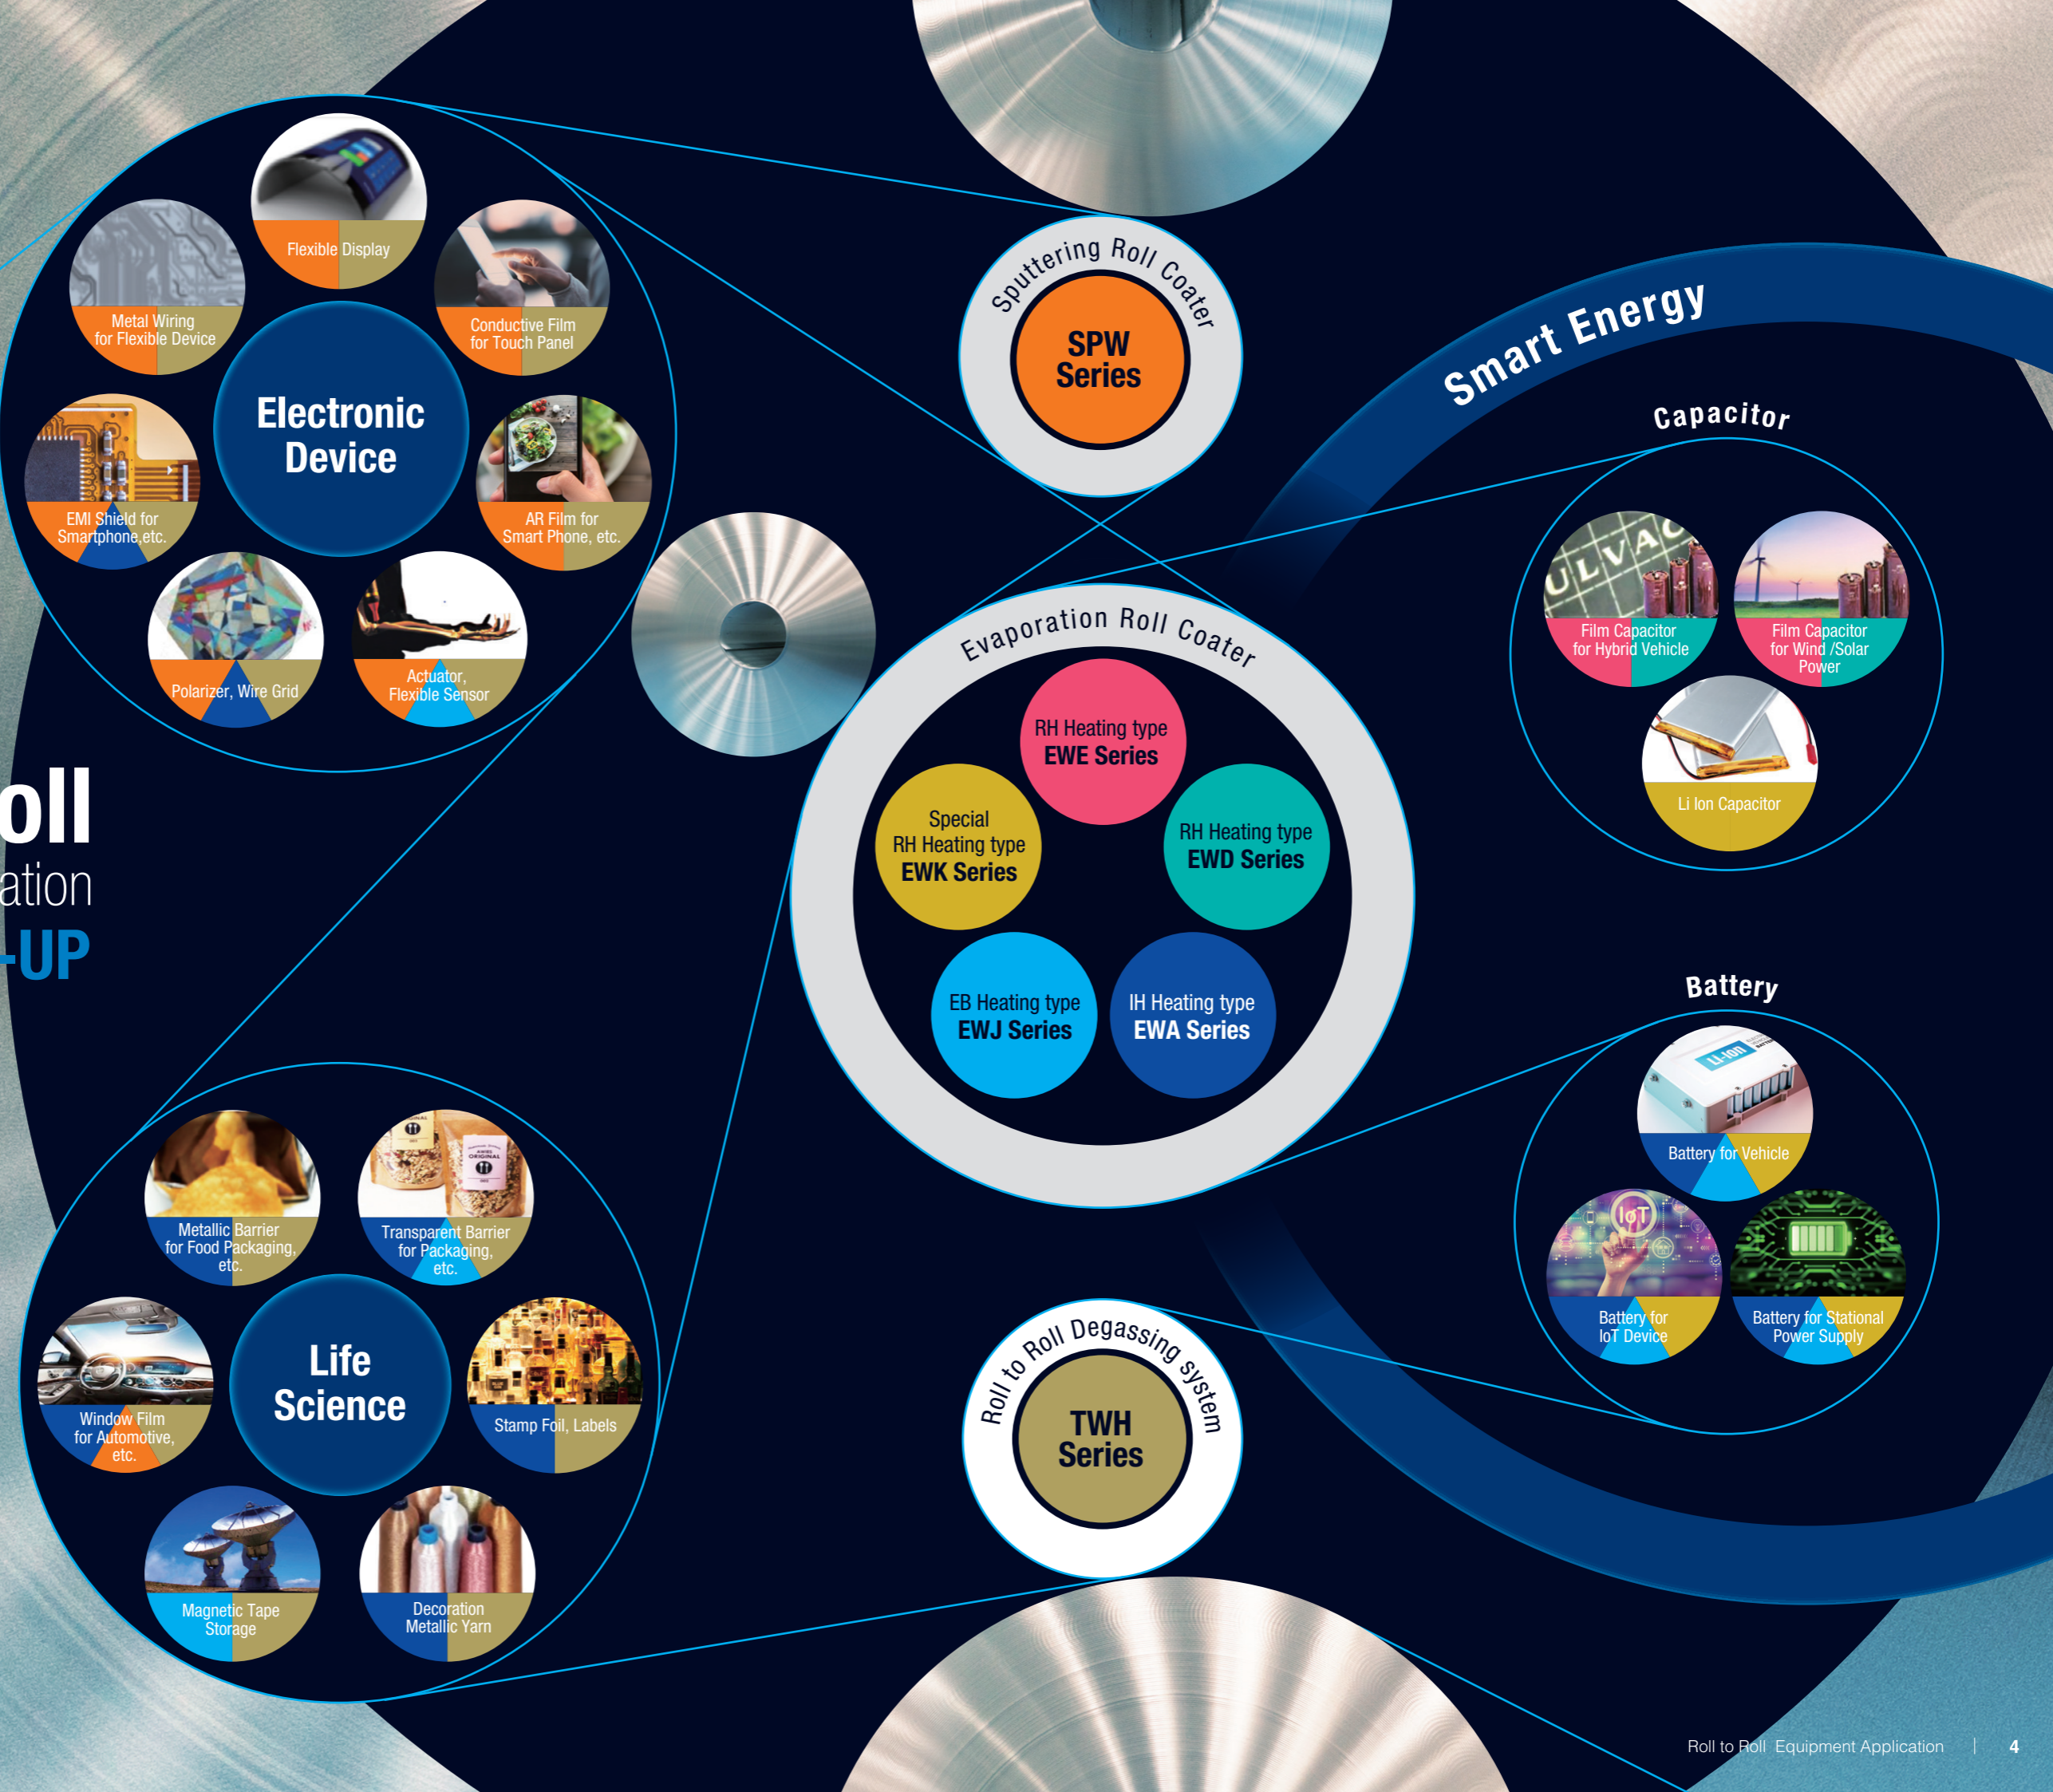 Flexible Display
Metal Wiring
for Flexible Device
Conductive Film
for Touch Panel
Electronic
Device
EMI Shield for
Smartphone,etc.
AR Film for
Smart Phone, etc.
Polarizer, Wire Grid
Actuator,
Flexible Sensor
oll
ation
-UP
Metallic Barrier
for Food Packaging,
etc.
ORIGINAL
Transparent Barrier
for Packaging,
etc.
Life
Science
Window Film
for Automotive,
etc.
Stamp Foil, Labels
Magnetic Tape
Storage
Decoration
Metallic Yarn
Sputtering Roll Coater
SPW
Series
Evaporation Roll Coater
RH Heating type
EWE Series
Special
RH Heating type
EWK Series
RH Heating type
EWD Series
EB Heating type
EWJ Series
IH Heating type
EWA Series
Roll to Roll Degassing system
TWH
Series
Smart Energy
Capacitor
ULVAC
Film Capacitor
for Hybrid Vehicle
Film Capacitor
for Wind /Solar
Power
Li Ion Capacitor
Battery
Li-ion
Battery for Vehicle
IoT
Battery for
IoT Device
Battery for Stational
Power Supply
Roll to Roll Equipment Application | 4